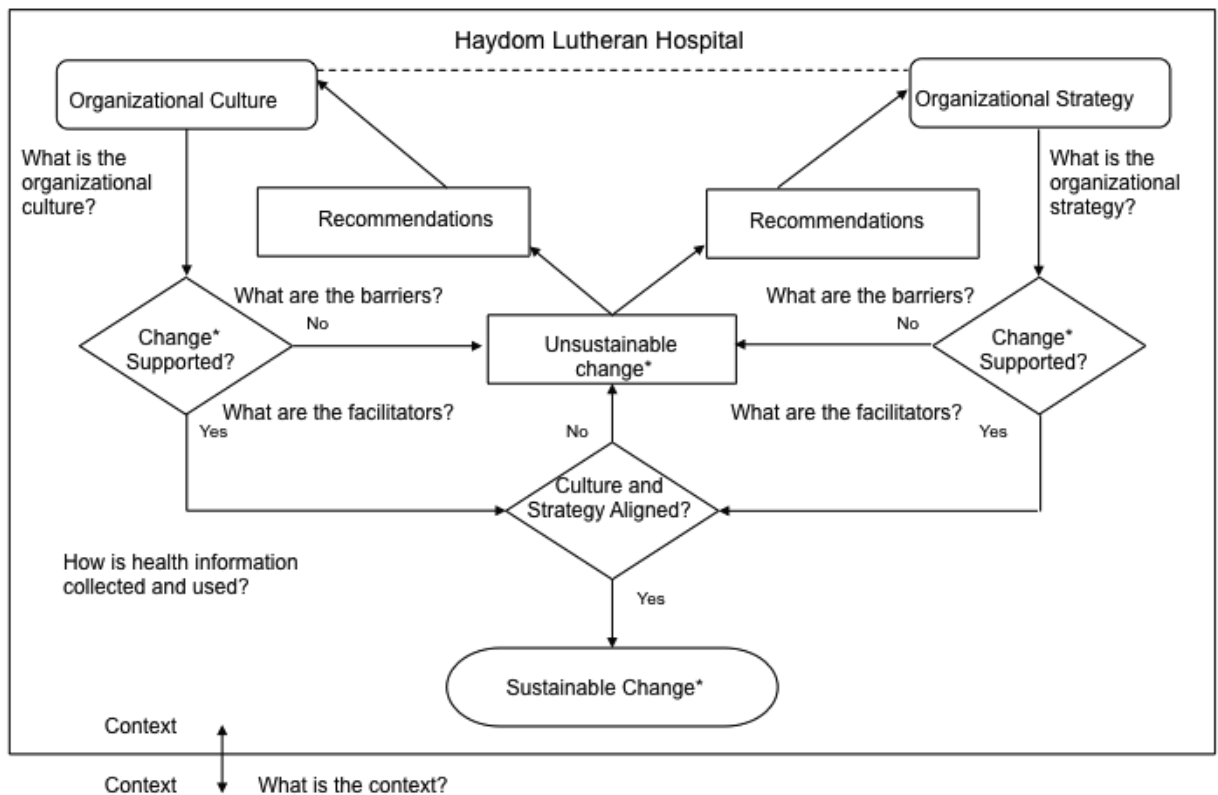 Haydom Lutheran Hospital
Organizational Culture
Organizational Strategy
What is the
organizational
culture?
What is the
organizational
strategy?
Recommendations
Recommendations
What are the barriers?
No
What are the barriers?
No
Change*
Supported?
Unsustainable
change*
Change*
Supported?
What are the facilitators?
Yes
What are the facilitators?
Yes
No
Culture and
Strategy Aligned?
How is health information
collected and used?
Yes
Sustainable Change*
Context
Context
What is the context?